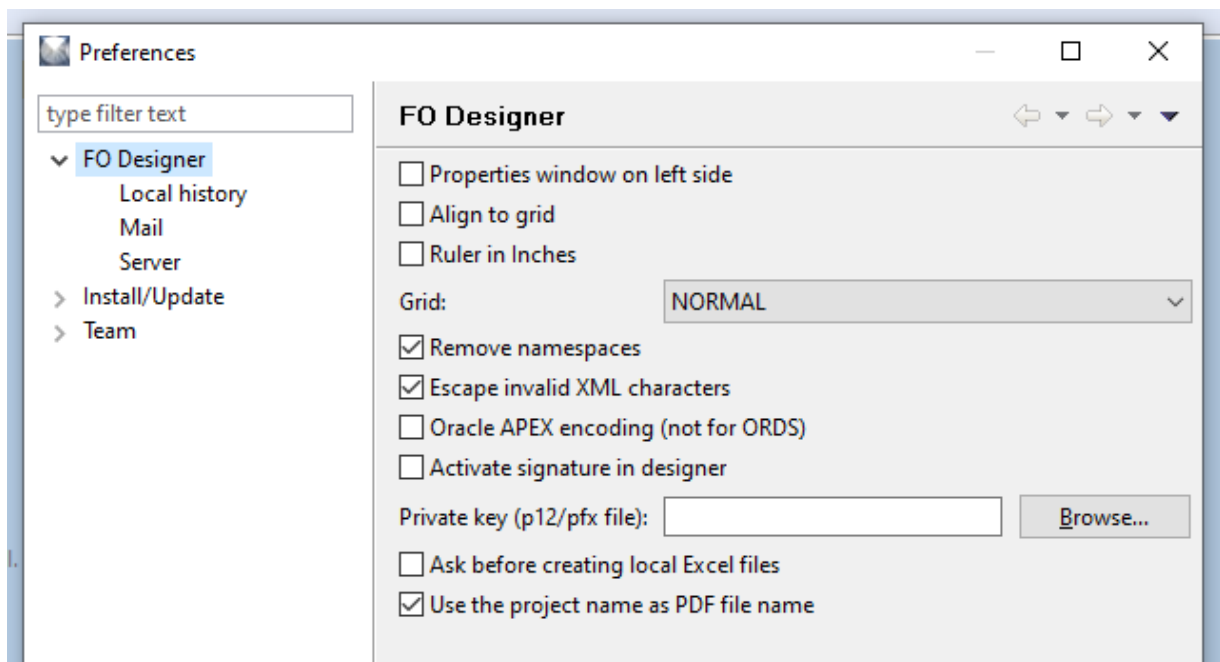 Preferences
type filter text
FO Designer
Local history
Mail
Server
Install/Update
Team
FO Designer
Properties window on left side
Align to grid
Ruler in Inches
Grid: NORMAL
Remove namespaces
Escape invalid XML characters
Oracle APEX encoding (not for ORDS)
Activate signature in designer
Private key (p12/pfx file): Browse...
Ask before creating local Excel files
Use the project name as PDF file name